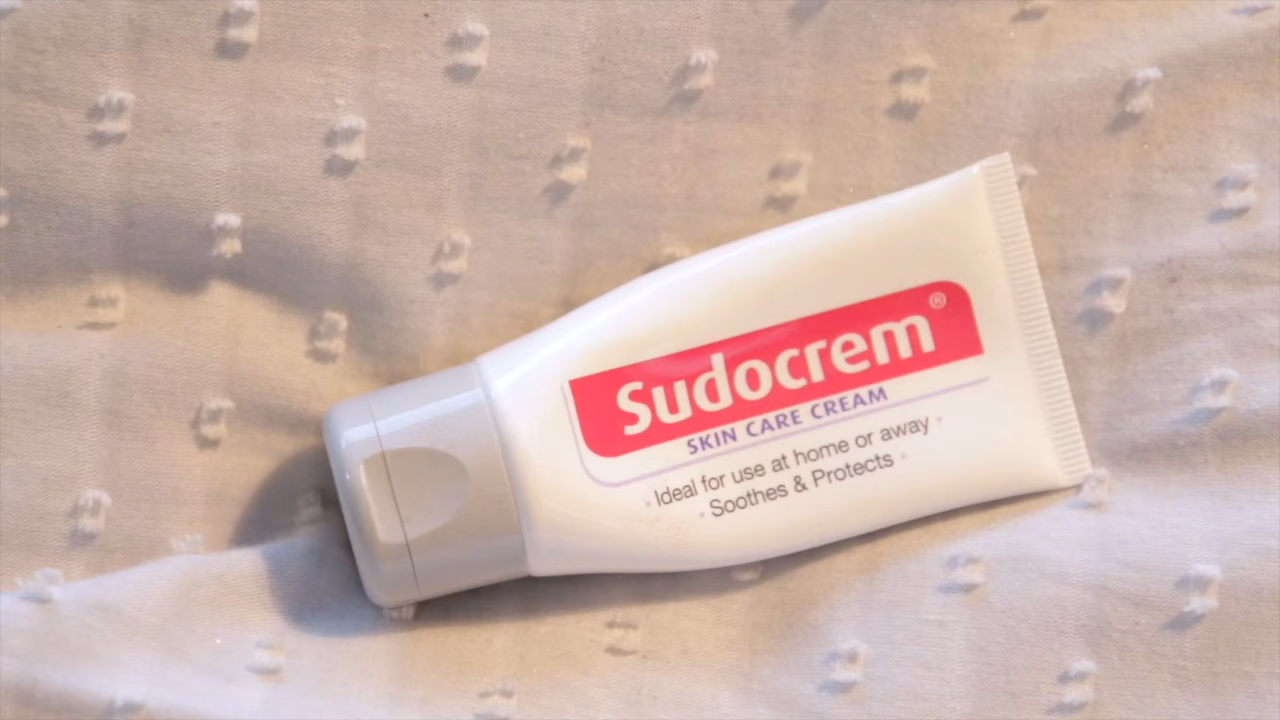 Sudocrem®
SKIN CARE CREAM
• Ideal for use at home or away •
• Soothes & Protects •